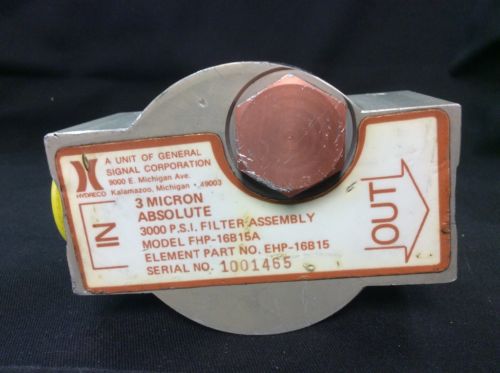 HYDRECO
A UNIT OF GENERAL
SIGNAL CORPORATION
9000 E. Michigan Ave.
Kalamazoo, Michigan • 49003
IN
3 MICRON
ABSOLUTE
3000 P.S.I. FILTER ASSEMBLY
MODEL FHP-16B15A
ELEMENT PART NO. EHP-16B15
SERIAL NO. 1001465
OUT